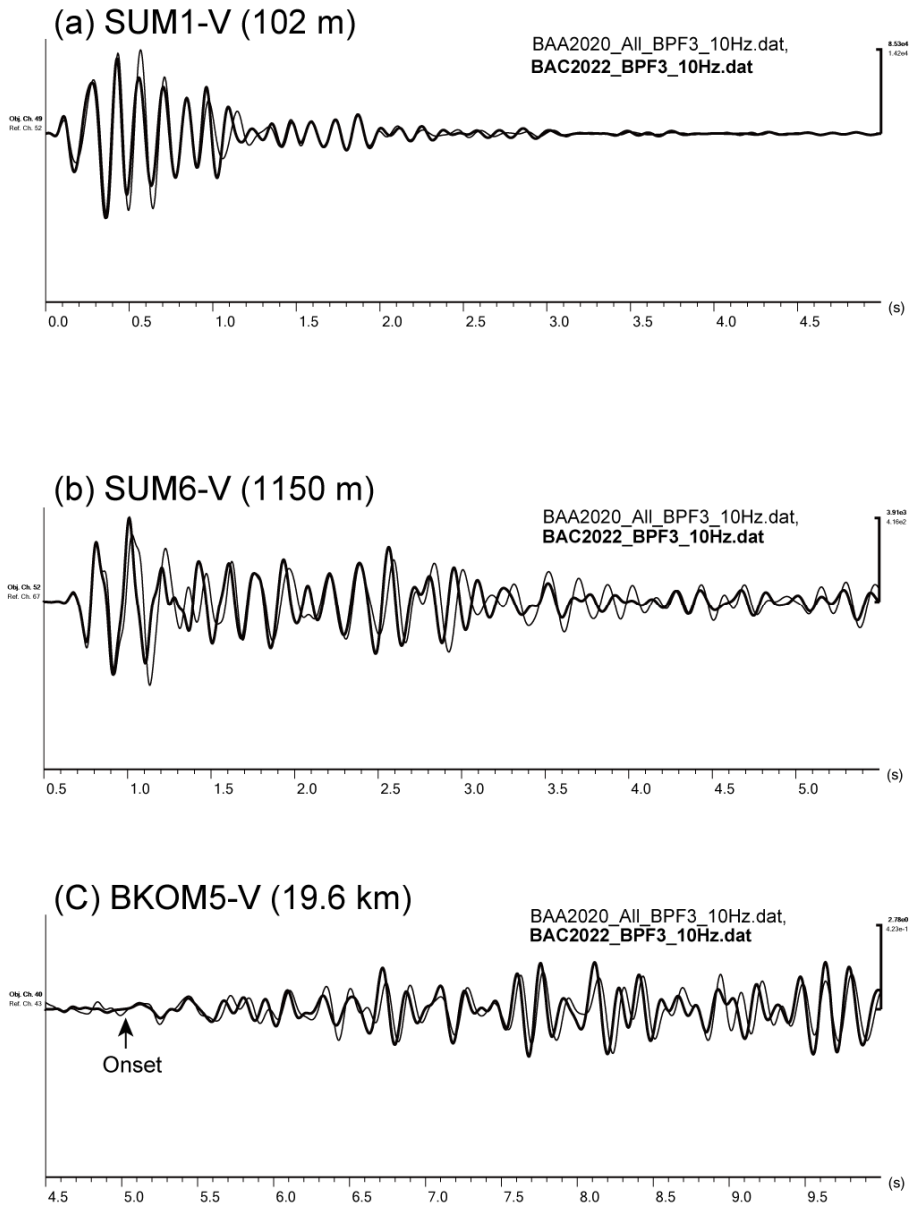 (a) SUM1-V (102 m)
BAA2020_All_BPF3_10Hz.dat,
BAC2022_BPF3_10Hz.dat
8.53e4
1.42e4
Obj. Ch. 49
Ref. Ch. 52
(s)
0.0 0.5 1.0 1.5 2.0 2.5 3.0 3.5 4.0 4.5
(b) SUM6-V (1150 m)
BAA2020_All_BPF3_10Hz.dat,
BAC2022_BPF3_10Hz.dat
3.91e3
4.16e2
Obj. Ch. 52
Ref. Ch. 67
(s)
0.5 1.0 1.5 2.0 2.5 3.0 3.5 4.0 4.5 5.0
(C) BKOM5-V (19.6 km)
BAA2020_All_BPF3_10Hz.dat,
BAC2022_BPF3_10Hz.dat
2.78e0
4.23e-1
Obj. Ch. 40
Ref. Ch. 43
Onset
(s)
4.5 5.0 5.5 6.0 6.5 7.0 7.5 8.0 8.5 9.0 9.5